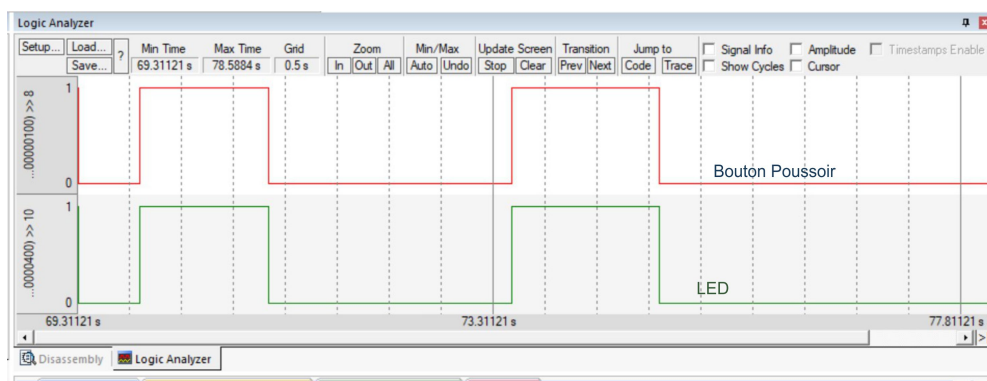 Logic Analyzer
Setup... Load... ? Min Time Max Time Grid Zoom Min/Max Update Screen Transition Jump to Signal Info Amplitude Timestamps Enable
Save... 69.31121 s 78.5884 s 0.5 s In Out All Auto Undo Stop Clear Prev Next Code Trace Show Cycles Cursor
1
...00000100) >> 8
Bouton Poussoir
0
1
...0000400) >> 10
LED
0
69.31121 s 73.31121 s 77.81121 s
Disassembly Logic Analyzer